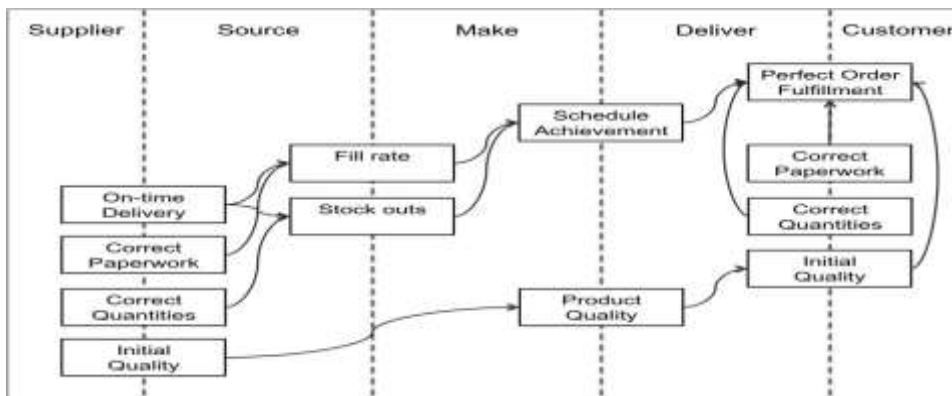 Supplier
Source
Make
Deliver
Customer
Perfect Order
Fulfillment
Schedule
Achievement
Fill rate
Correct
Paperwork
On-time
Delivery
Stock outs
Correct
Quantities
Correct
Paperwork
Initial
Quality
Correct
Quantities
Product
Quality
Initial
Quality